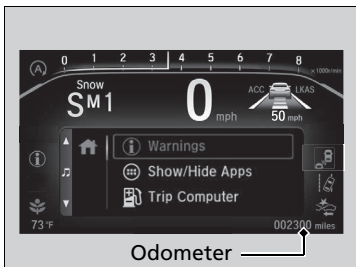 0 1 2 3 4 5 6 7 8 x 1000r/min
A
Snow
SM1
0 mph
ACC LKAS
50 mph
Warnings
Show/Hide Apps
Trip Computer
73 °F
002300 miles
Odometer